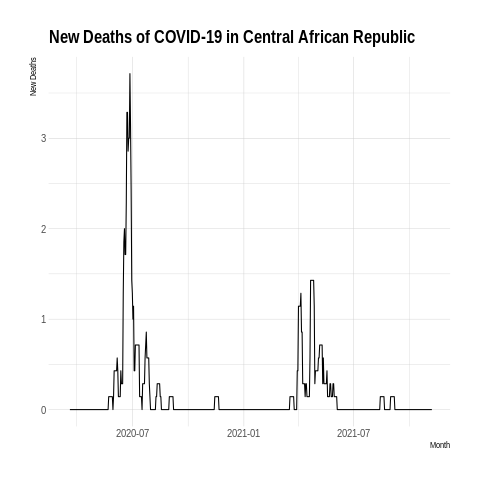 New Deaths of COVID-19 in Central African Republic
New Deaths
3
2
1
0
2020-07 2021-01 2021-07
Month